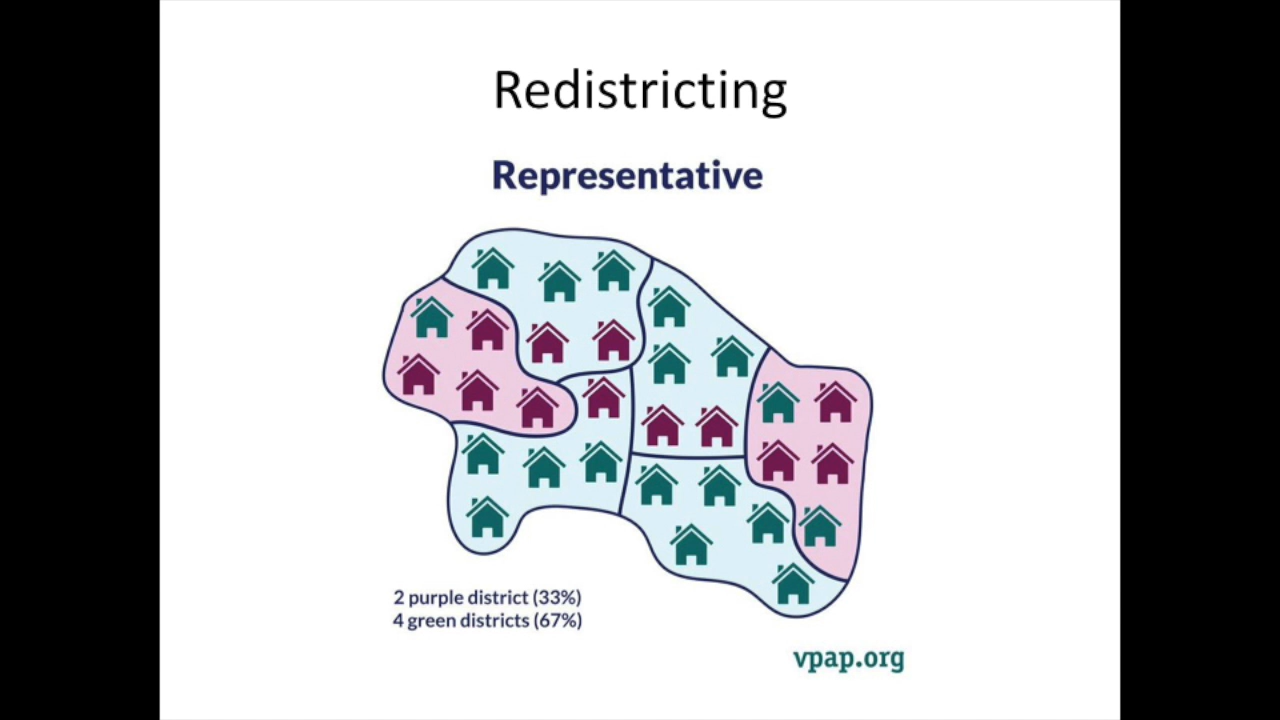 Redistricting
Representative
2 purple district (33%)
4 green districts (67%)
vpap.org